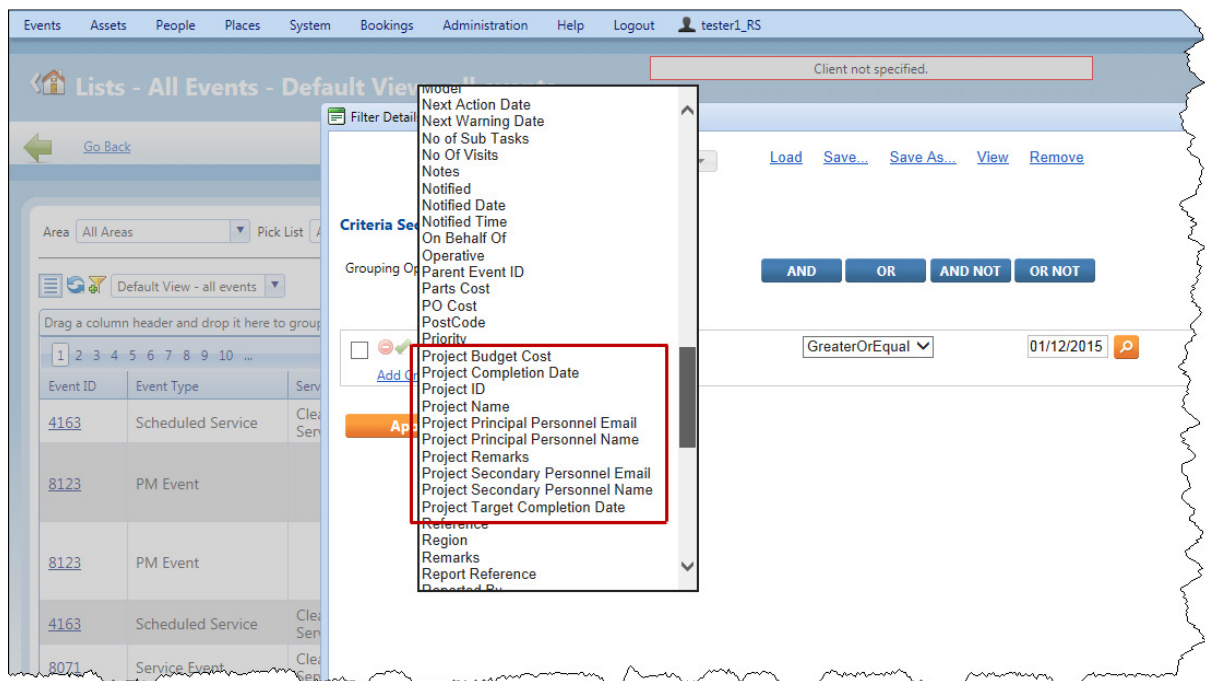 Events Assets People Places System Bookings Administration Help Logout tester1_RS
Client not specified.
Lists - All Events - Default View
Filter Detail
Go Back
Load Save... Save As... View Remove
Area All Areas Pick List
Criteria
Grouping
AND OR AND NOT OR NOT
Default View - all events
Drag a column header and drop it here to group
1 2 3 4 5 6 7 8 9 10 ...
GreaterOrEqual 01/12/2015
Event ID Event Type
4163 Scheduled Service
8123 PM Event
8123 PM Event
4163 Scheduled Service
8071 Service Event
Model
Next Action Date
Next Warning Date
No of Sub Tasks
No Of Visits
Notes
Notified
Notified Date
Notified Time
On Behalf Of
Operative
Parent Event ID
Parts Cost
PO Cost
PostCode
Priority
Project Budget Cost
Project Completion Date
Project ID
Project Name
Project Principal Personnel Email
Project Principal Personnel Name
Project Remarks
Project Secondary Personnel Email
Project Secondary Personnel Name
Project Target Completion Date
Reference
Region
Remarks
Report Reference
Reported By